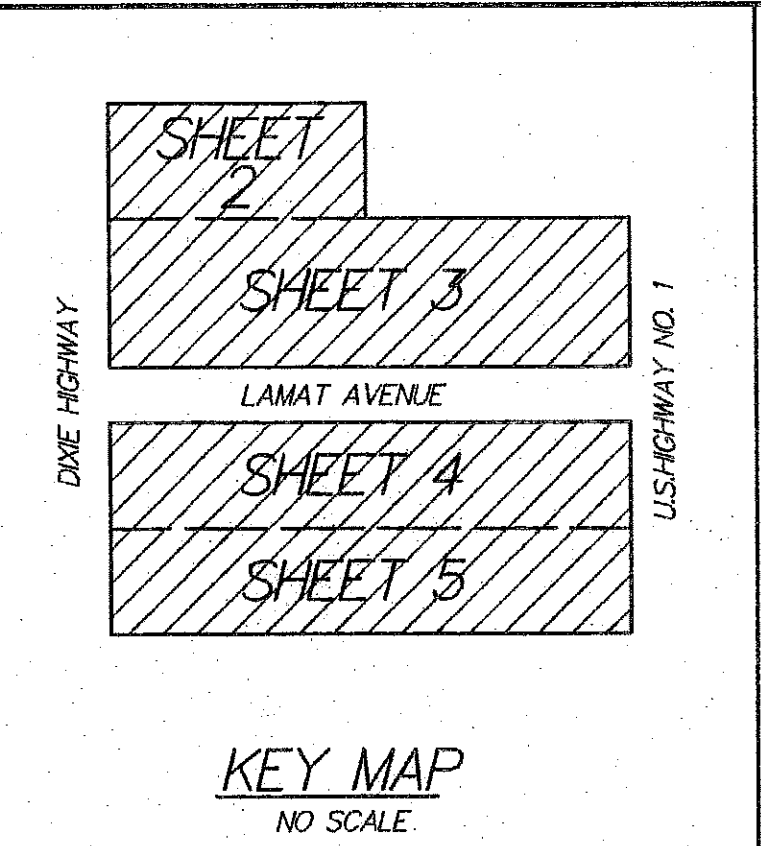 SHEET
2
SHEET 3
DIXIE HIGHWAY
U.S.HIGHWAY NO. 1
LAMAT AVENUE
SHEET 4
SHEET 5
KEY MAP
NO SCALE